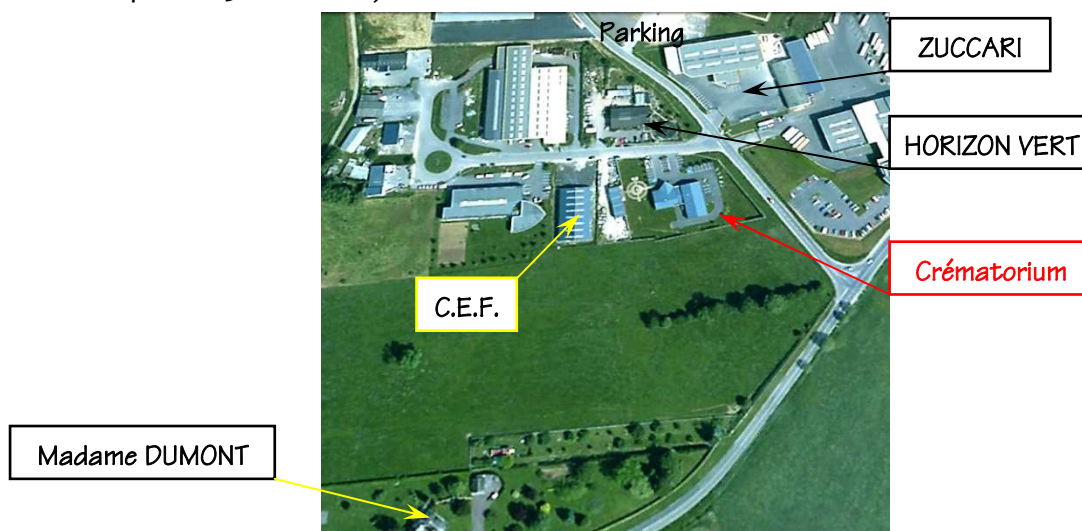 Parking
ZUCCARI
HORIZON VERT
Crématorium
C.E.F.
Madame DUMONT